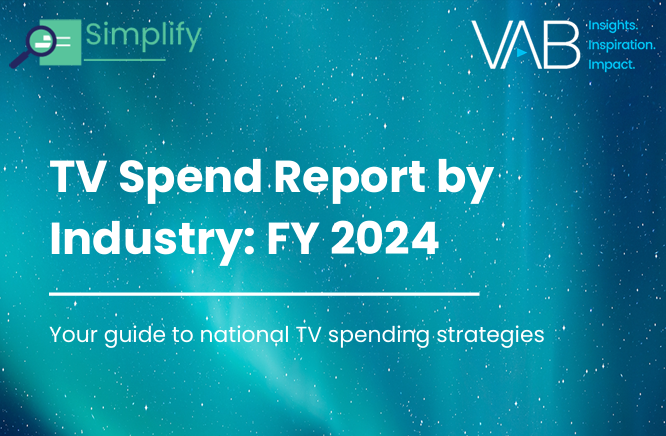 Simplify
VAB
Insights.
Inspiration.
Impact.
TV Spend Report by
Industry: FY 2024
Your guide to national TV spending strategies